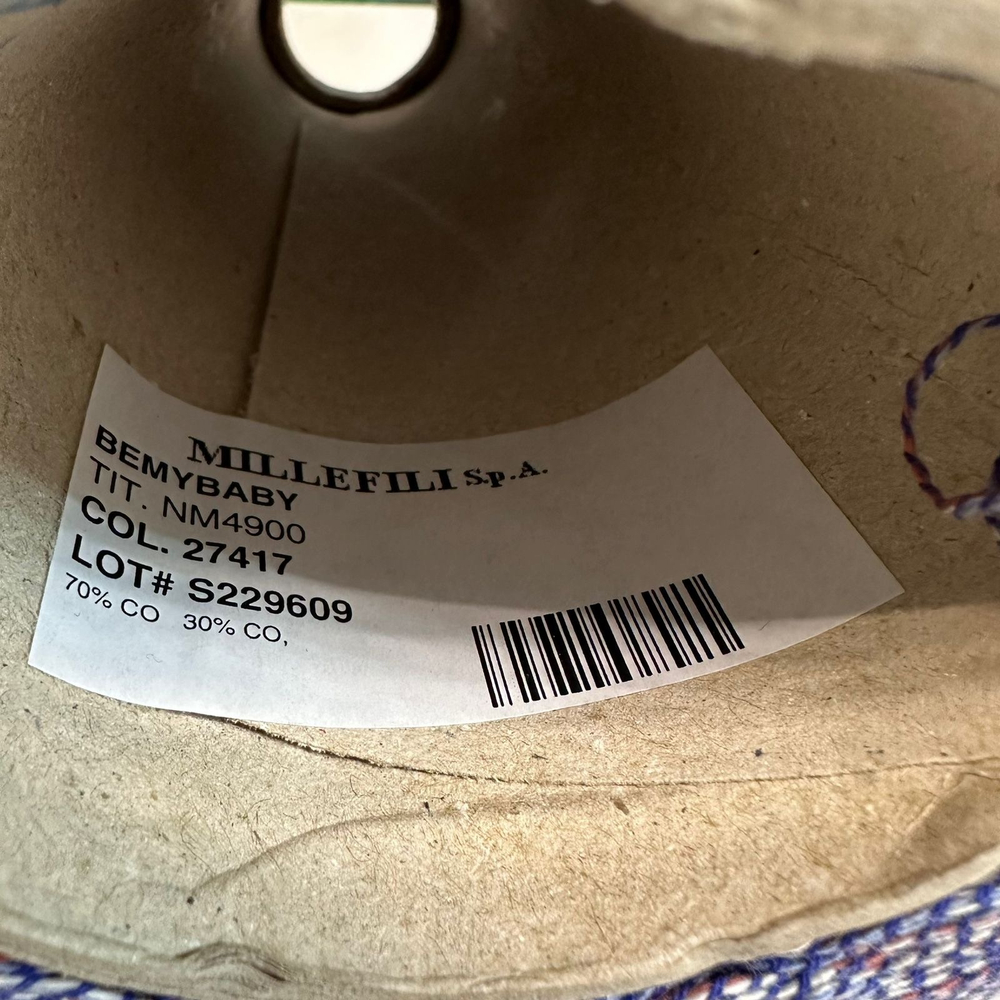 MILLEFILI S.p.A.
BEMYBABY
TIT. NM4900
COL. 27417
LOT# S229609
70% CO 30% CO,